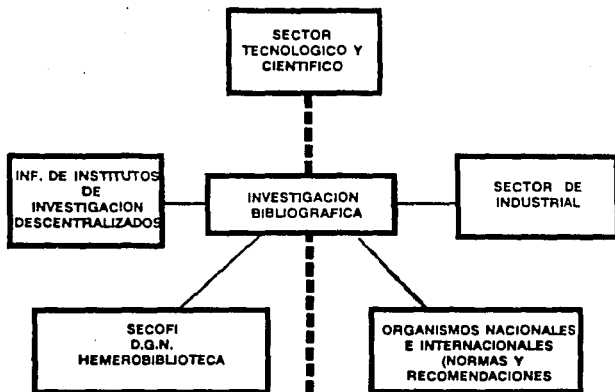 SECTOR
TECNOLOGICO Y
CIENTIFICO
INF. DE INSTITUTOS
DE
INVESTIGACION
DESCENTRALIZADOS
INVESTIGACION
BIBLIOGRAFICA
SECTOR DE
INDUSTRIAL
SECOFI
D.G.N.
HEMEROBIBLIOTECA
ORGANISMOS NACIONALES
E INTERNACIONALES
(NORMAS Y
RECOMENDACIONES